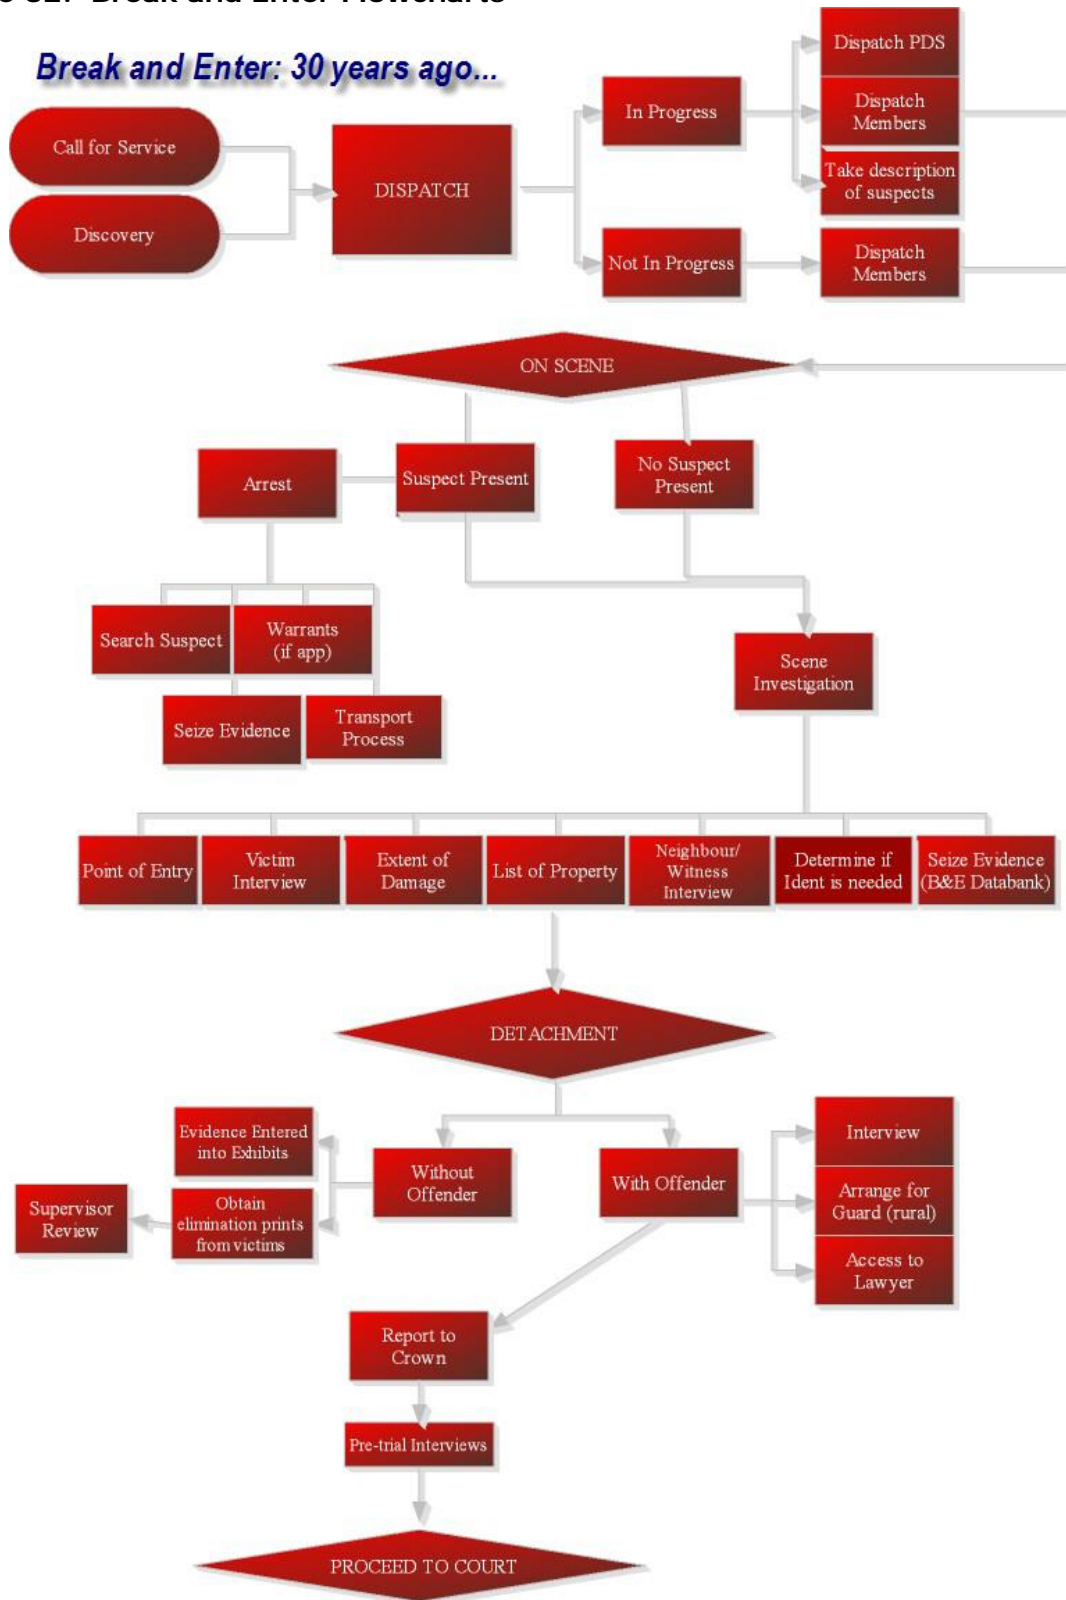 Break and Enter Flowcharts
Break and Enter: 30 years ago...
Call for Service
Discovery
DISPATCH
In Progress
Not In Progress
Dispatch PDS
Dispatch
Members
Take description
of suspects
Dispatch
Members
ON SCENE
Arrest
Suspect Present
No Suspect
Present
Search Suspect
Warrants
(if app)
Seize Evidence
Transport
Process
Scene
Investigation
Point of Entry
Victim
Interview
Extent of
Damage
List of Property
Neighbour/
Witness
Interview
Determine if
Ident is needed
Seize Evidence
(B&E Databank)
DETACHMENT
Evidence Entered
into Exhibits
Without
Offender
With Offender
Interview
Arrange for
Guard (rural)
Access to
Lawyer
Supervisor
Review
Obtain
elimination prints
from victims
Report to
Crown
Pre-trial Interviews
PROCEED TO COURT